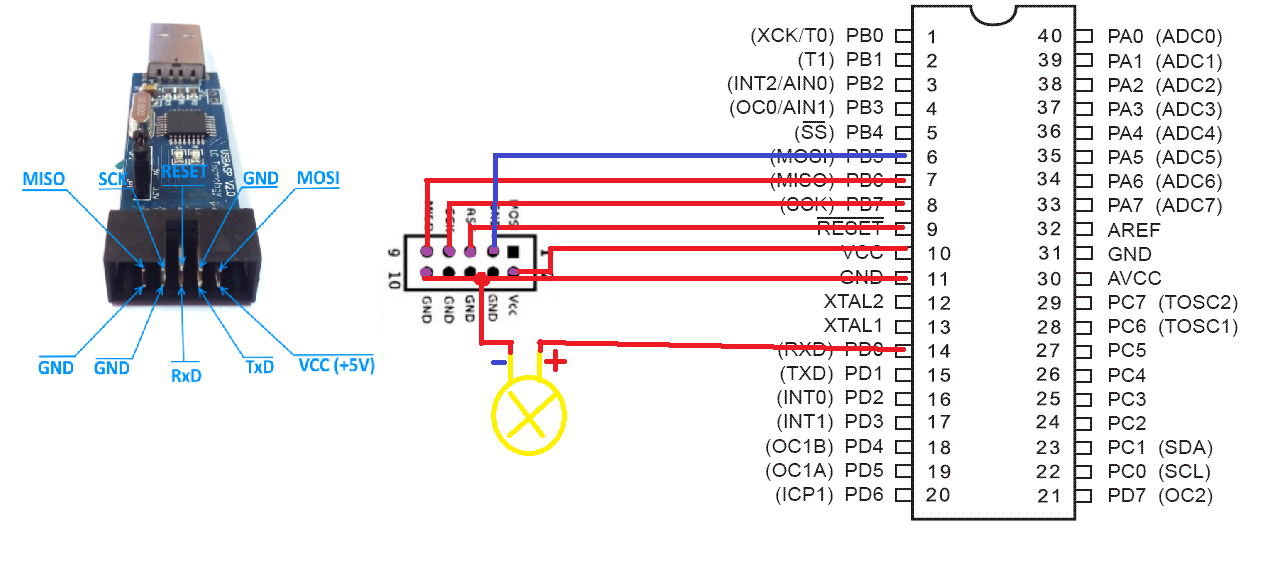 MISO SCK RESET GND MOSI
USBASP V2.0
GND GND RxD TxD VCC (+5V)
MISO SCK RST MOS
9 1
10
GND GND GND GND Vcc
- +
(XCK/T0) PB0 1 40 PA0 (ADC0)
(T1) PB1 2 39 PA1 (ADC1)
(INT2/AIN0) PB2 3 38 PA2 (ADC2)
(OC0/AIN1) PB3 4 37 PA3 (ADC3)
(SS) PB4 5 36 PA4 (ADC4)
(MOSI) PB5 6 35 PA5 (ADC5)
(MISO) PB6 7 34 PA6 (ADC6)
(SCK) PB7 8 33 PA7 (ADC7)
RESET 9 32 AREF
VCC 10 31 GND
GND 11 30 AVCC
XTAL2 12 29 PC7 (TOSC2)
XTAL1 13 28 PC6 (TOSC1)
(RXD) PD0 14 27 PC5
(TXD) PD1 15 26 PC4
(INT0) PD2 16 25 PC3
(INT1) PD3 17 24 PC2
(OC1B) PD4 18 23 PC1 (SDA)
(OC1A) PD5 19 22 PC0 (SCL)
(ICP1) PD6 20 21 PD7 (OC2)